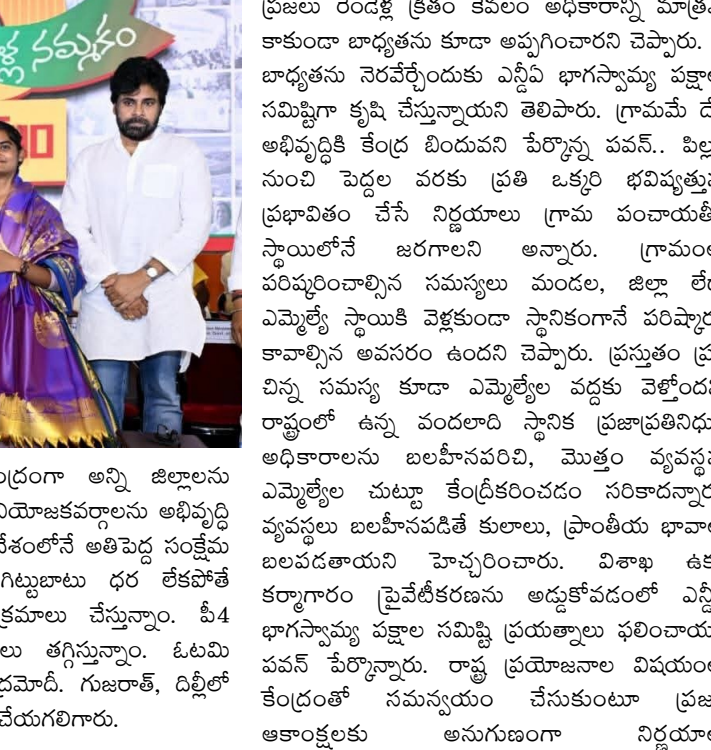 నమ్మకం
ంద్రంగా అన్ని జిల్లాలను
నియోజకవర్గాలను అభివృద్ధి
దేశంలోనే అతిపెద్ద సంక్షేమ
గిట్టుబాటు ధర లేకపోతే
క్రమాలు చేస్తున్నాం. పీ4
లు తగ్గిస్తున్నాం. ఓటమి
ద్రమోదీ. గుజరాత్, దిల్లీలో
చేయగలిగారు.
ప్రజలు రెండేళ్ల క్రితం కేవలం అధికారాన్ని మాత్రమ
కాకుండా బాధ్యతను కూడా అప్పగించారని చెప్పారు.
బాధ్యతను నెరవేర్చేందుకు ఎన్డీఏ భాగస్వామ్య పక్షాల
సమిష్టిగా కృషి చేస్తున్నాయని తెలిపారు. గ్రామమే దే
అభివృద్ధికి కేంద్ర బిందువని పేర్కొన్న పవన్.. పిల్ల
నుంచి పెద్దల వరకు ప్రతి ఒక్కరి భవిష్యత్తున
ప్రభావితం చేసే నిర్ణయాలు గ్రామ పంచాయతీ
స్థాయిలోనే జరగాలని అన్నారు. గ్రామంల
పరిష్కరించాల్సిన సమస్యలు మండల, జిల్లా లేద
ఎమ్మెల్యే స్థాయికి వెళ్లకుండా స్థానికంగానే పరిష్కార
కావాల్సిన అవసరం ఉందని చెప్పారు. ప్రస్తుతం ప్ర
చిన్న సమస్య కూడా ఎమ్మెల్యేల వద్దకు వెళ్తోందన
రాష్ట్రంలో ఉన్న వందలాది స్థానిక ప్రజాప్రతినిధు
అధికారాలను బలహీనపరిచి, మొత్తం వ్యవస్థన
ఎమ్మెల్యేల చుట్టూ కేంద్రీకరించడం సరికాదన్నార
వ్యవస్థలు బలహీనపడితే కులాలు, ప్రాంతీయ భావాల
బలపడతాయని హెచ్చరించారు. విశాఖ ఉక్క
కర్మాగారం ప్రైవేటీకరణను అడ్డుకోవడంలో ఎన్డీ
భాగస్వామ్య పక్షాల సమిష్టి ప్రయత్నాలు ఫలించాయ
పవన్ పేర్కొన్నారు. రాష్ట్ర ప్రయోజనాల విషయంల
కేంద్రంతో సమన్వయం చేసుకుంటూ ప్రజ
ఆకాంక్షలకు అనుగుణంగా నిర్ణయాల